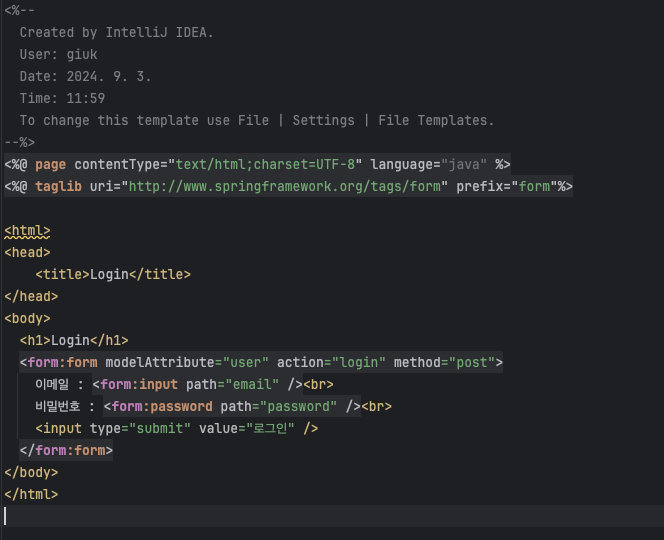 <%--
  Created by IntelliJ IDEA.
  User: giuk
  Date: 2024. 9. 3.
  Time: 11:59
  To change this template use File | Settings | File Templates.
--%>
<%@ page contentType="text/html;charset=UTF-8" language="java" %>
<%@ taglib uri="http://www.springframework.org/tags/form" prefix="form"%>

<html>
<head>
    <title>Login</title>
</head>
<body>
  <h1>Login</h1>
  <form:form modelAttribute="user" action="login" method="post">
    이메일 : <form:input path="email" /><br>
    비밀번호 : <form:password path="password" /><br>
    <input type="submit" value="로그인" />
  </form:form>
</body>
</html>